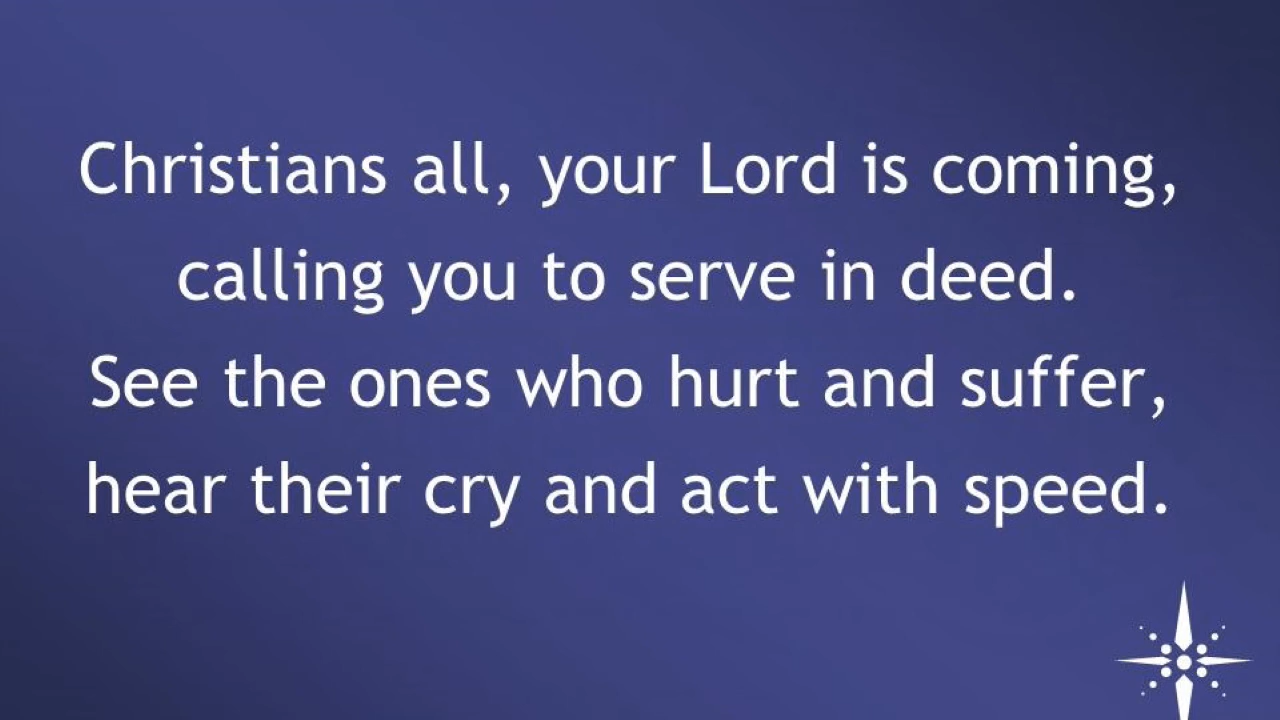 Christians all, your Lord is coming,
calling you to serve in deed.
See the ones who hurt and suffer,
hear their cry and act with speed.